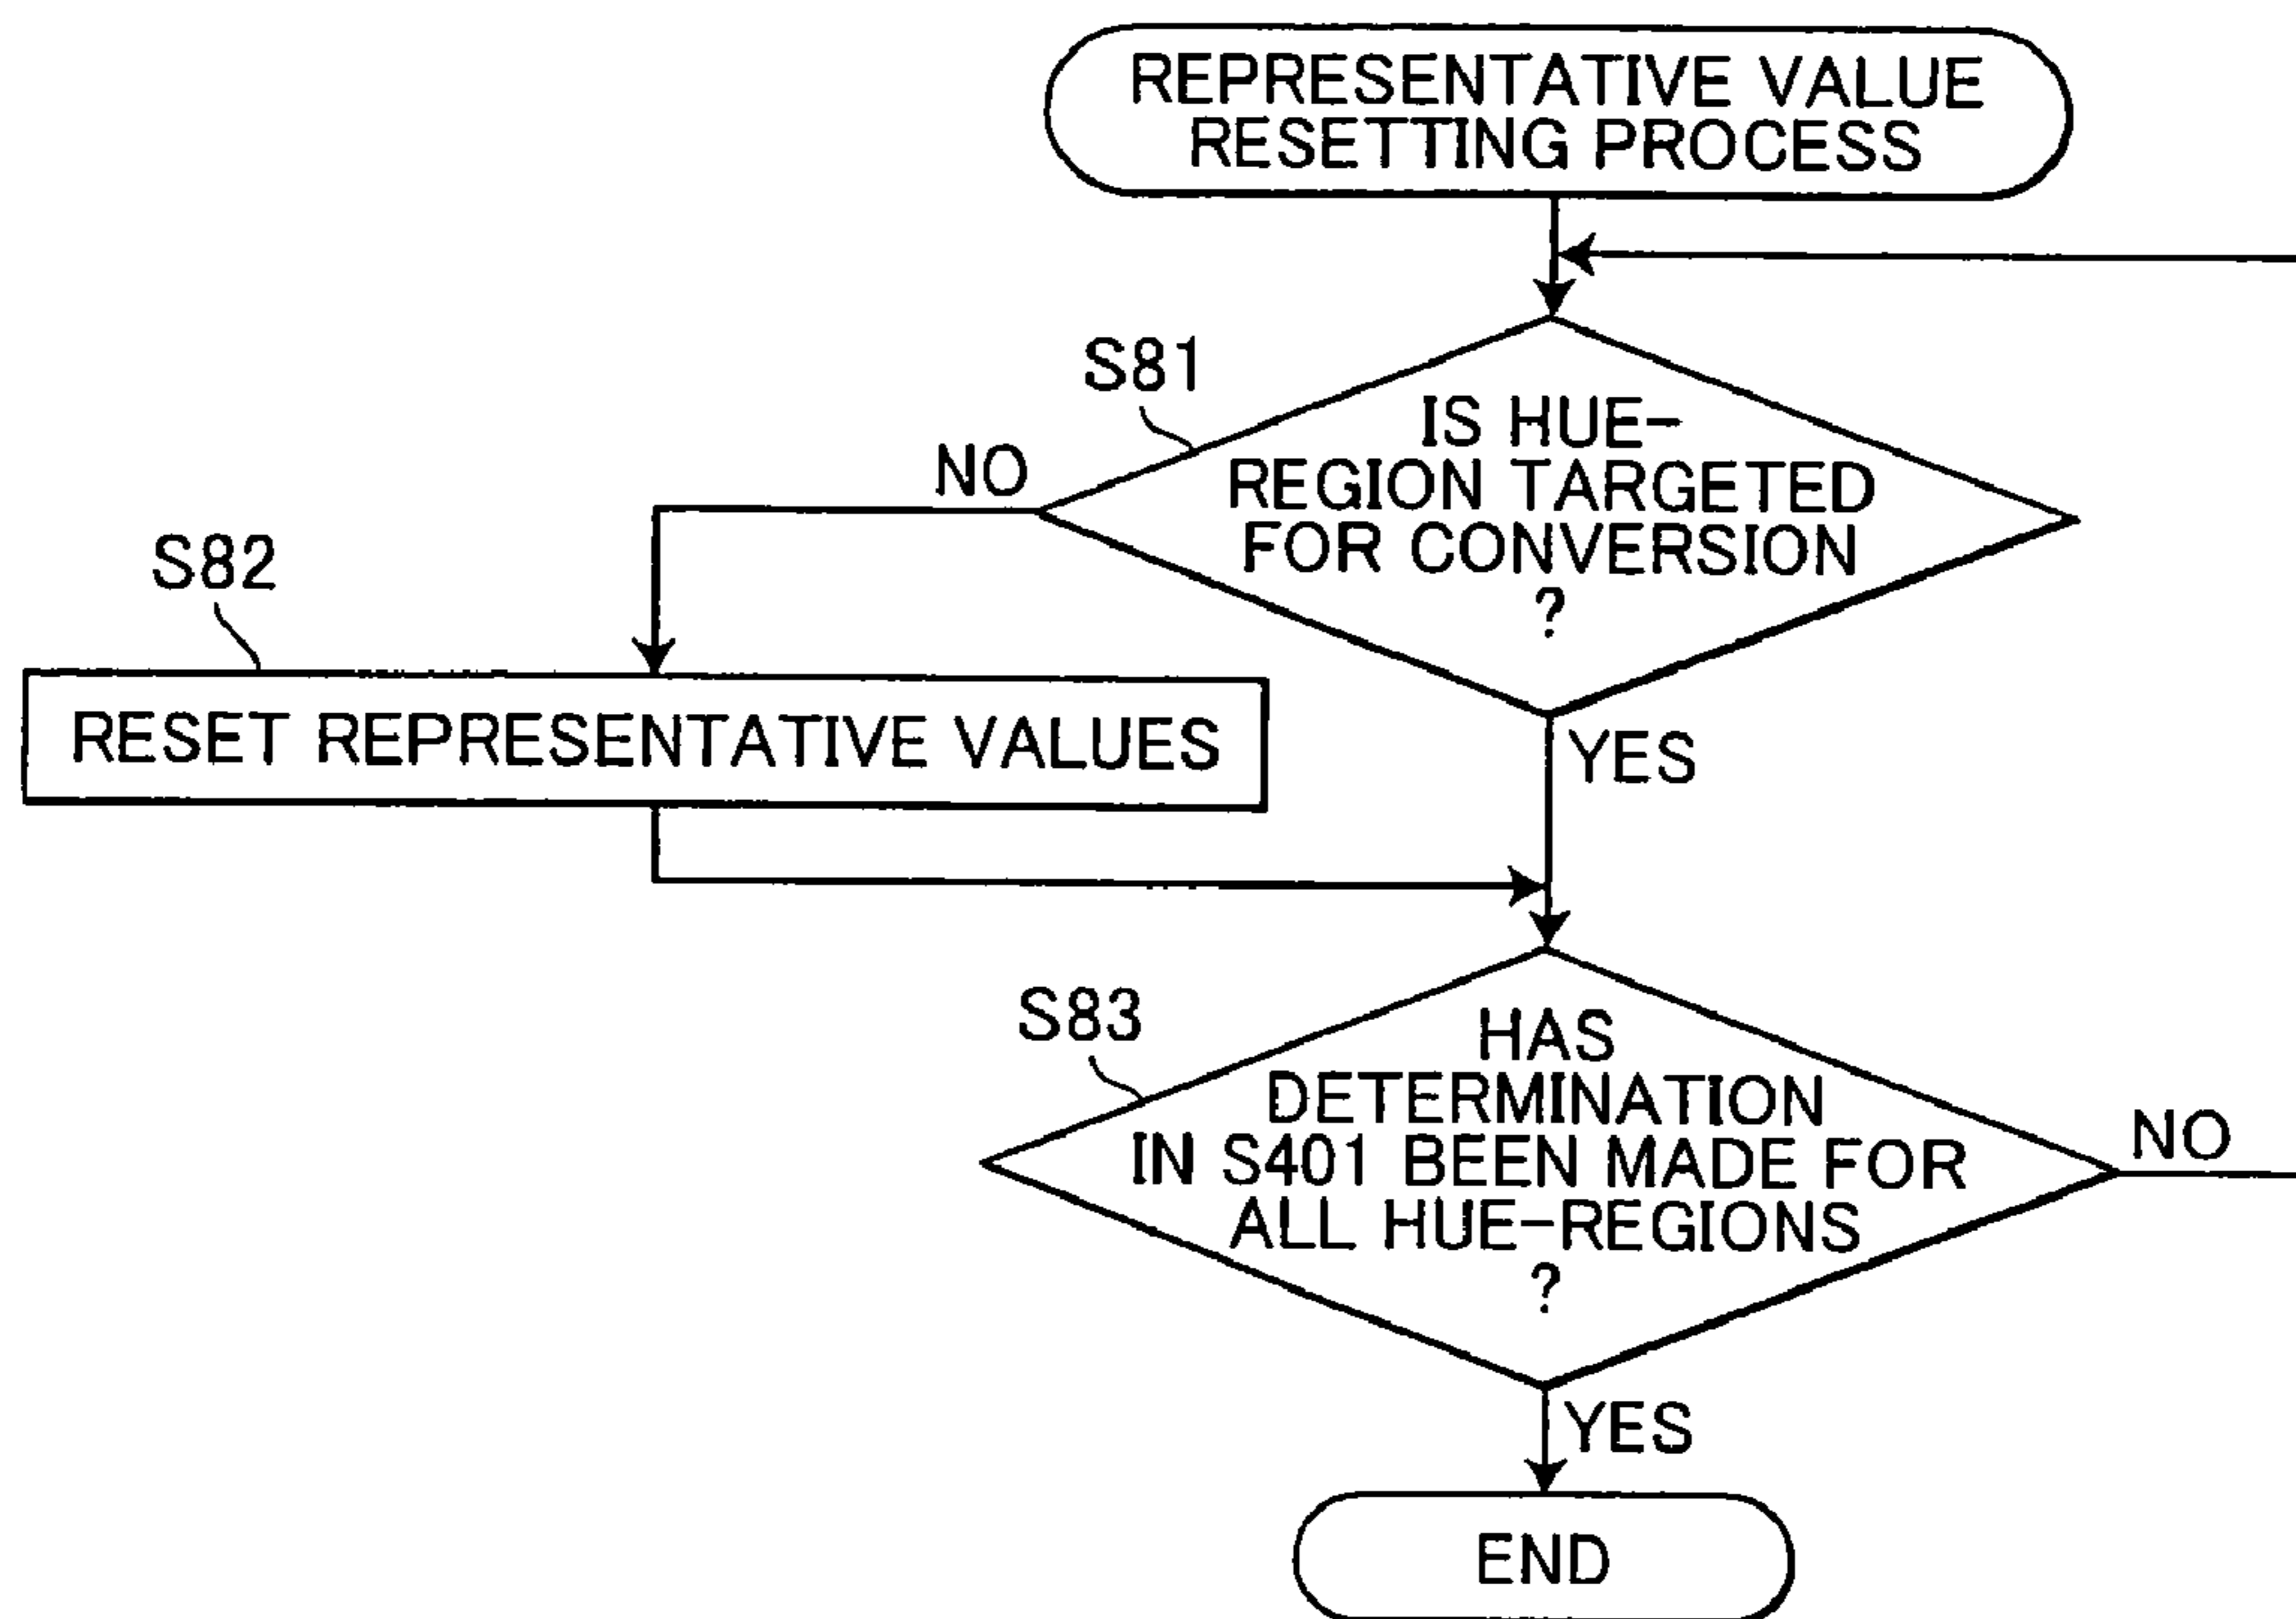 REPRESENTATIVE VALUE
RESETTING PROCESS
S81
IS HUE-
REGION TARGETED
FOR CONVERSION
?
NO
S82
RESET REPRESENTATIVE VALUES
YES
S83
HAS
DETERMINATION
IN S401 BEEN MADE FOR
ALL HUE-REGIONS
?
NO
YES
END